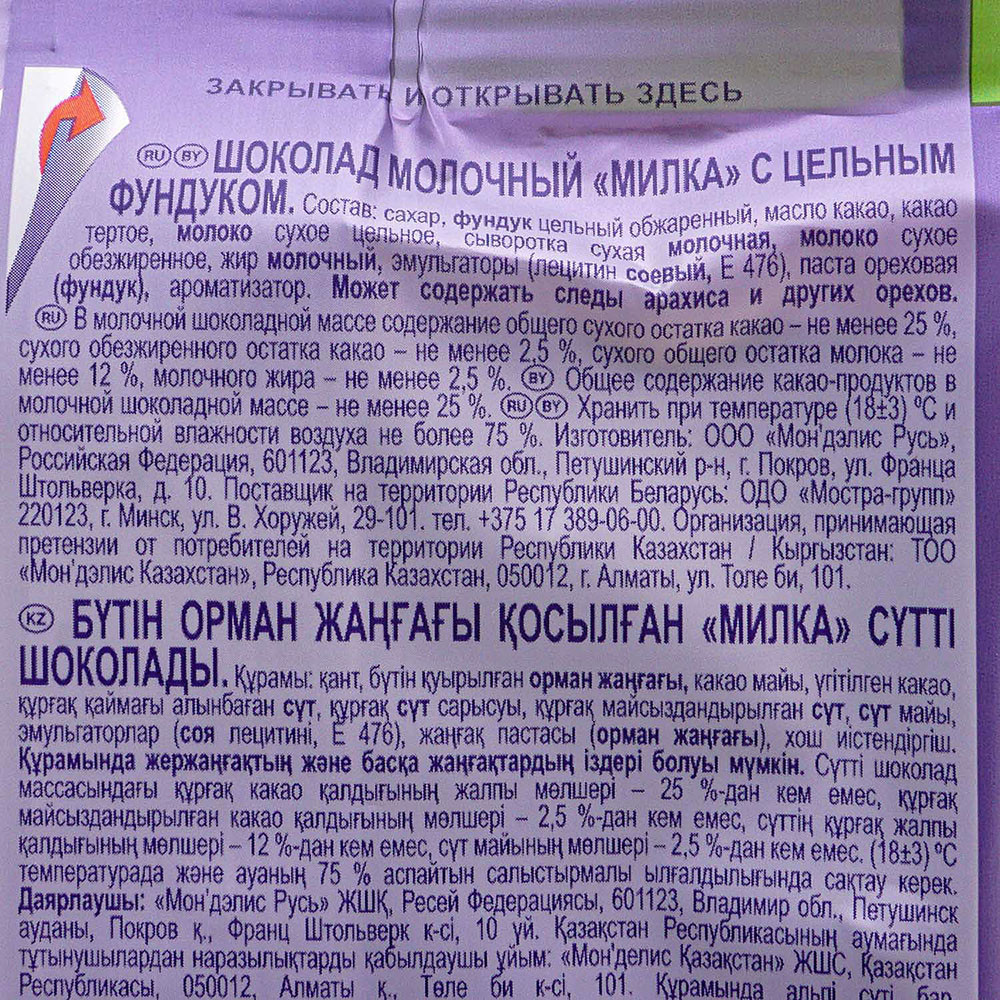 ЗАКРЫВАТЬ И ОТКРЫВАТЬ ЗДЕСЬ
RU BY ШОКОЛАД МОЛОЧНЫЙ «МИЛКА» С ЦЕЛЬНЫМ
ФУНДУКОМ. Состав: сахар, фундук цельный обжаренный, масло какао, какао
тертое, молоко сухое цельное, сыворотка сухая молочная, молоко сухое
обезжиренное, жир молочный, эмульгаторы (лецитин соевый, Е 476), паста ореховая
(фундук), ароматизатор. Может содержать следы арахиса и других орехов.
RU В молочной шоколадной массе содержание общего сухого остатка какао – не менее 25 %,
сухого обезжиренного остатка какао – не менее 2,5 %, сухого общего остатка молока – не
менее 12 %, молочного жира – не менее 2,5 %. BY Общее содержание какао-продуктов в
молочной шоколадной массе – не менее 25 %. RU BY Хранить при температуре (18±3) ºС и
относительной влажности воздуха не более 75 %. Изготовитель: ООО «Мон'дэлис Русь»,
Российская Федерация, 601123, Владимирская обл., Петушинский р-н, г. Покров, ул. Франца
Штольверка, д. 10. Поставщик на территории Республики Беларусь: ОДО «Мостра-групп»
220123, г. Минск, ул. В. Хоружей, 29-101. тел. +375 17 389-06-00. Организация, принимающая
претензии от потребителей на территории Республики Казахстан / Кыргызстан: ТОО
«Мон'дэлис Казахстан», Республика Казахстан, 050012, г. Алматы, ул. Толе би, 101.
KZ БҮТІН ОРМАН ЖАҢҒАҒЫ ҚОСЫЛҒАН «МИЛКА» СҮТТІ
ШОКОЛАДЫ. Құрамы: қант, бүтін қуырылған орман жаңғағы, какао майы, үгітілген какао,
құрғақ қаймағы алынбаған сүт, құрғақ сүт сарысуы, құрғақ майсыздандырылған сүт, сүт майы,
эмульгаторлар (соя лецитині, Е 476), жаңғақ пастасы (орман жаңғағы), хош иістендіргіш.
Құрамында жержаңғақтың және басқа жаңғақтардың іздері болуы мүмкін. Сүтті шоколад
массасындағы құрғақ какао қалдығының жалпы мөлшері – 25 %-дан кем емес, құрғақ
майсыздандырылған какао қалдығының мөлшері – 2,5 %-дан кем емес, сүттің құрғақ жалпы
қалдығының мөлшері – 12 %-дан кем емес, сүт майының мөлшері – 2,5 %-дан кем емес. (18±3) ºС
температурада және ауаның 75 % аспайтын салыстырмалы ылғалдылығында сақтау керек.
Даярлаушы: «Мон'дэлис Русь» ЖШҚ, Ресей Федерациясы, 601123, Владимир обл., Петушинск
ауданы, Покров қ., Франц Штольверк к-сі, 10 үй. Қазақстан Республикасының аумағында
тұтынушылардан наразылықтарды қабылдаушы ұйым: «Мон'делис Қазақстан» ЖШС, Қазақстан
Республикасы, 050012, Алматы қ., Төле би к-сі, 101. Құрамында альпі сүті бар.